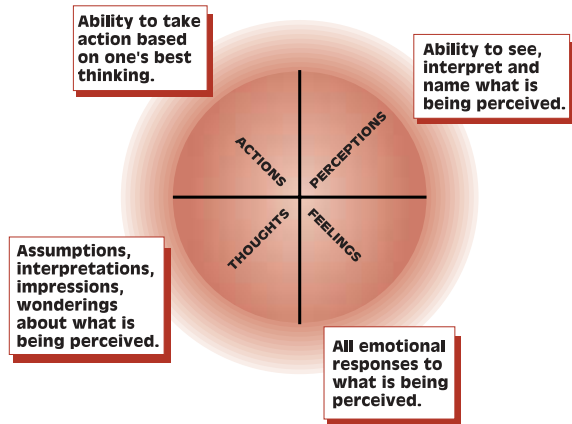 Ability to take
action based
on one's best
thinking.
Ability to see,
interpret and
name what is
being perceived.
ACTIONS
PERCEPTIONS
THOUGHTS
FEELINGS
Assumptions,
interpretations,
impressions,
wonderings
about what is
being perceived.
All emotional
responses to
what is being
perceived.